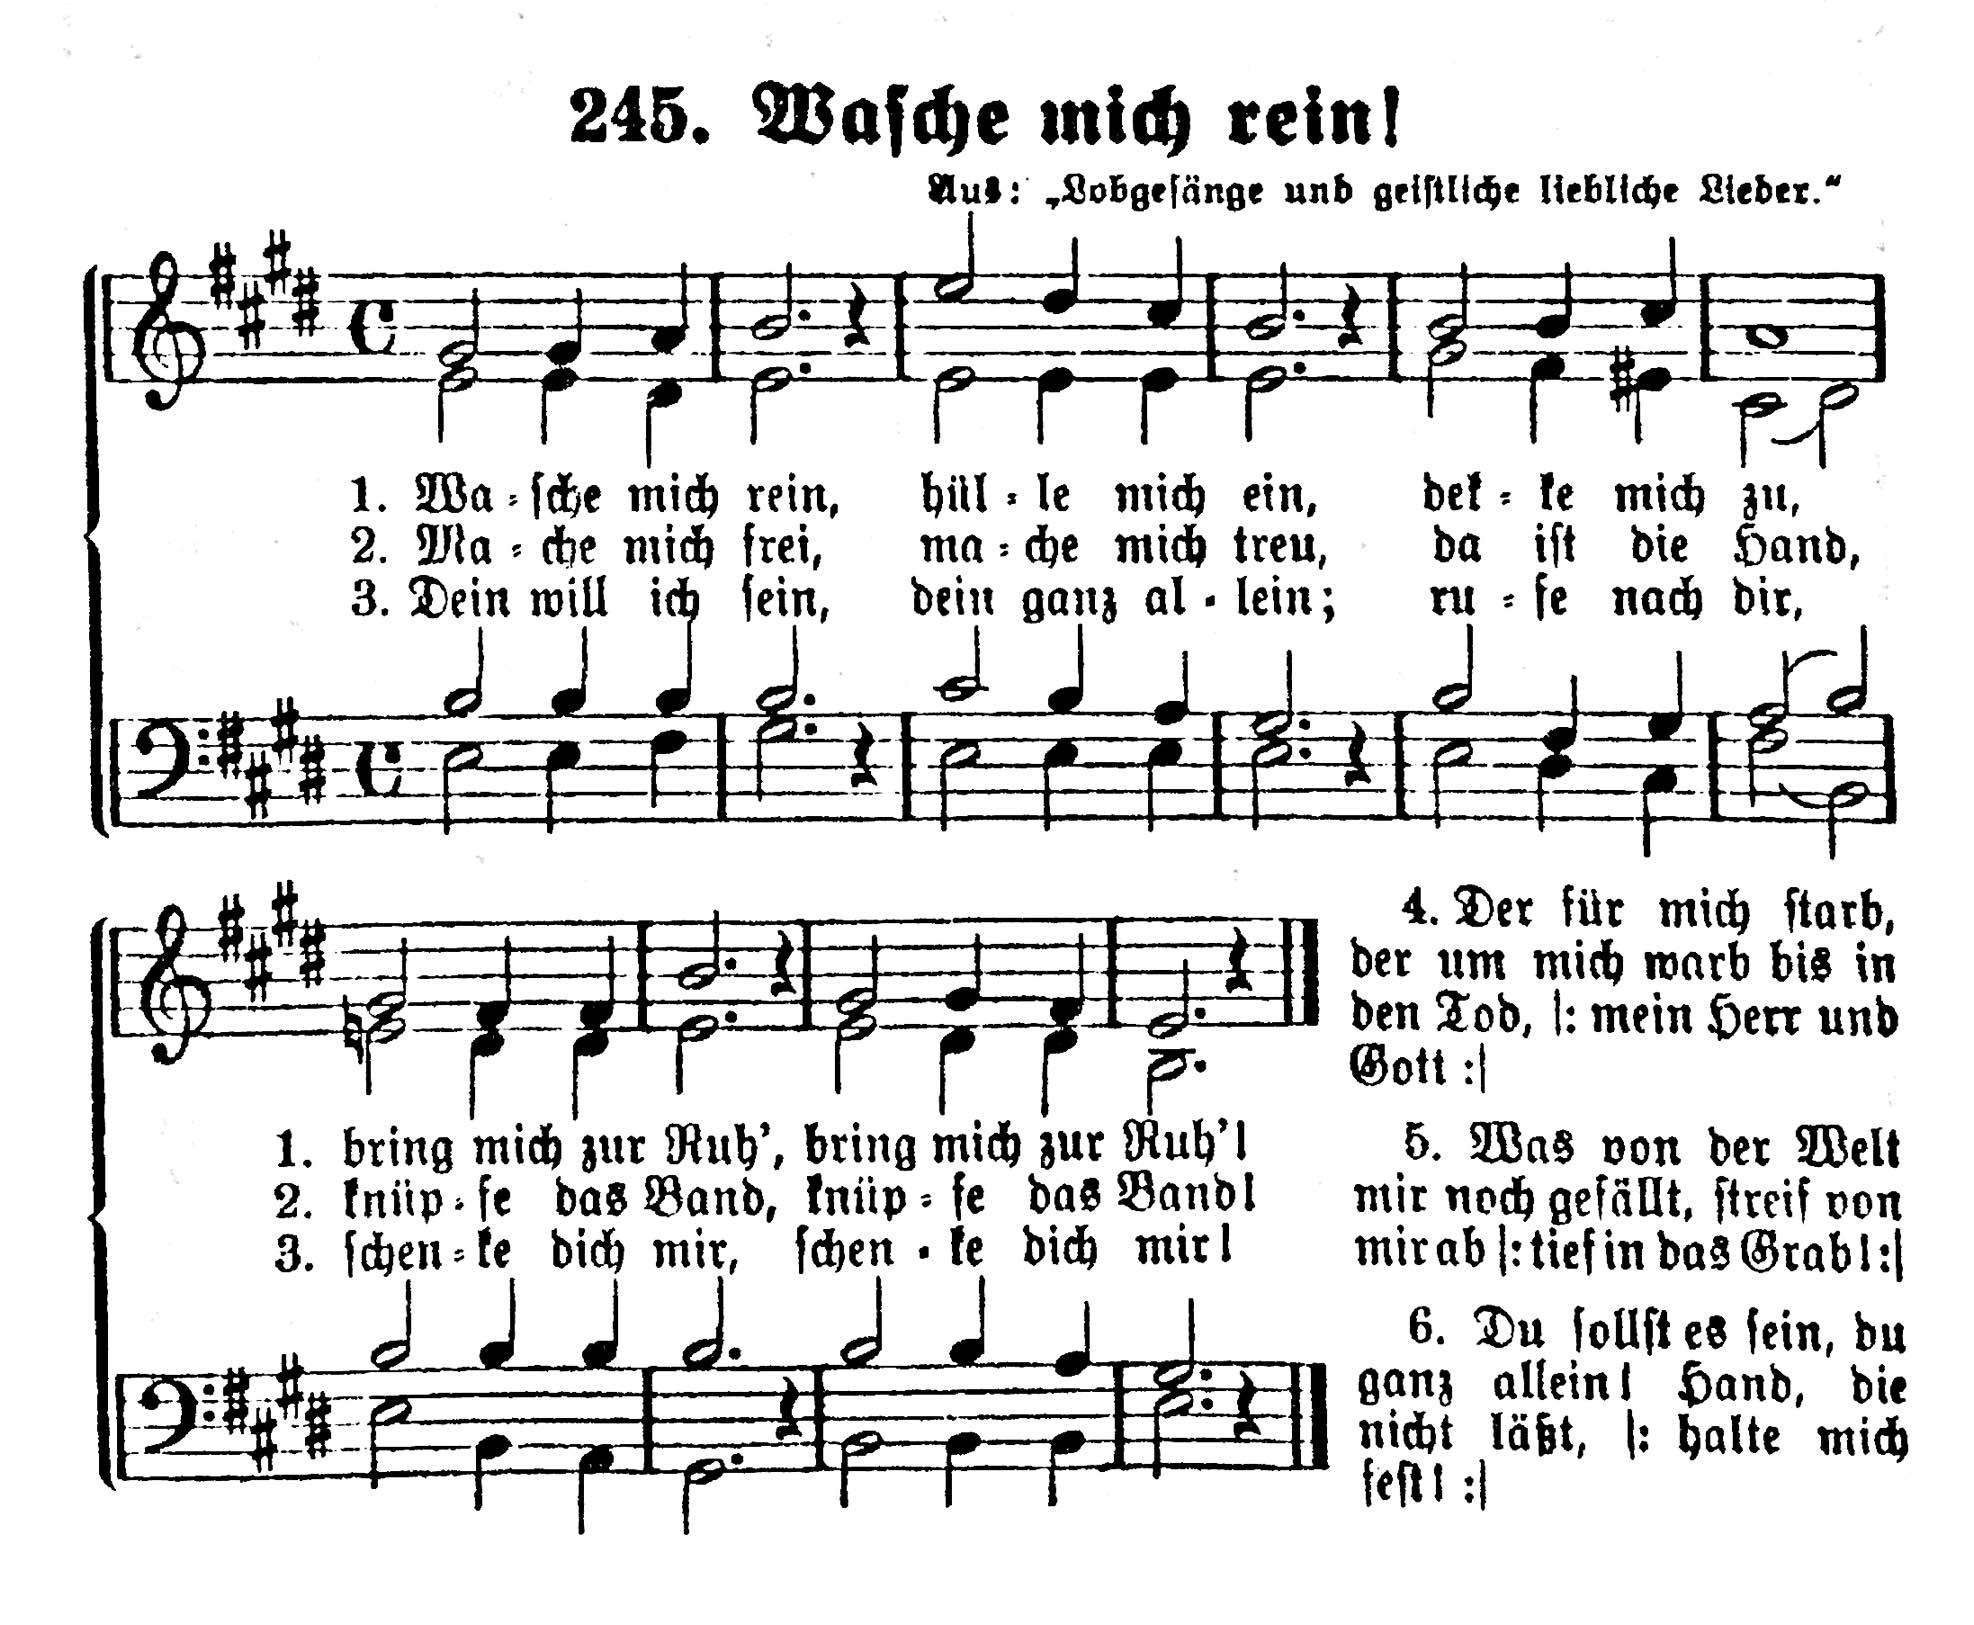 245. Wasche mich rein!
Aus: „Lobgesänge und geistliche liebliche Lieder.“
1. Wa-sche mich rein, hül-le mich ein, dek-ke mich zu,
2. Ma-che mich frei, ma-che mich treu, da ist die Hand,
3. Dein will ich sein, dein ganz al-lein; ru-fe nach dir,
1. bring mich zur Ruh’, bring mich zur Ruh’!
2. knüp-fe das Band, knüp-fe das Band!
3. schen-ke dich mir, schen-ke dich mir!
4. Der für mich starb,
der um mich warb bis in
den Tod, |: mein Herr und
Gott :|
5. Was von der Welt
mir noch gefällt, streif von
mir ab |: tief in das Grab! :|
6. Du sollst es sein, du
ganz allein! Hand, die
nicht läßt, |: halte mich
fest! :|